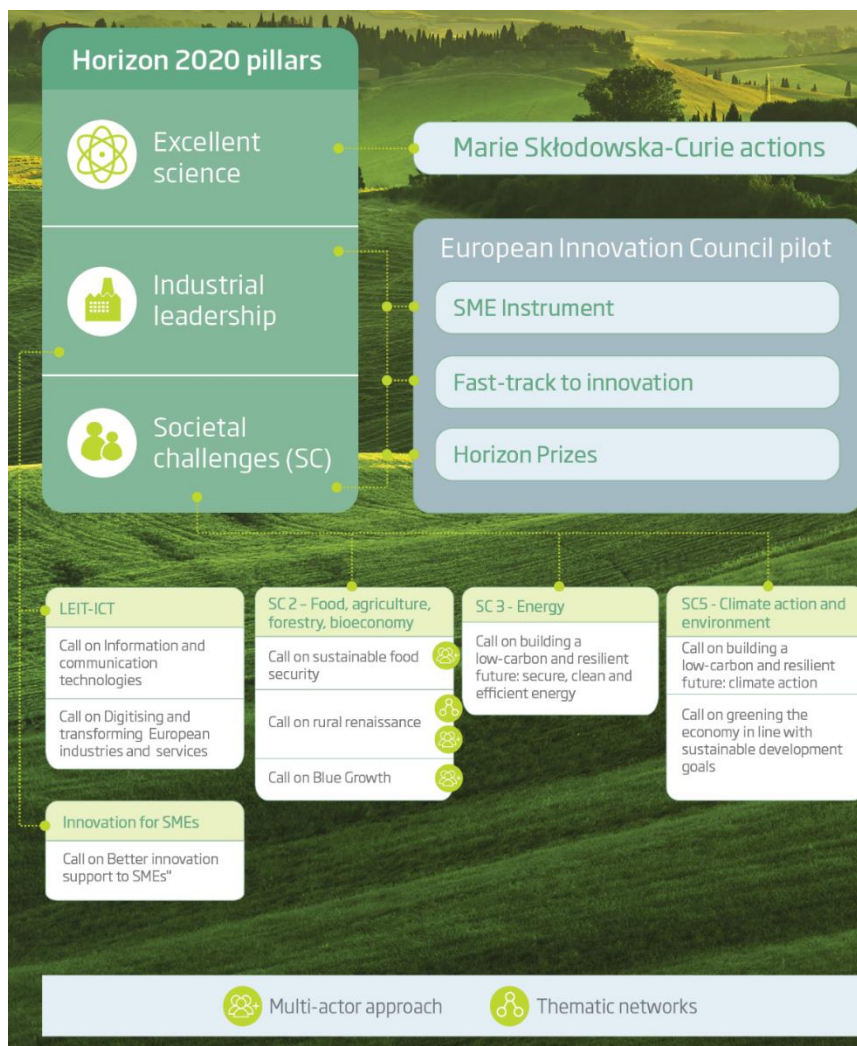 Horizon 2020 pillars
Excellent
science
Marie Skłodowska-Curie actions
European Innovation Council pilot
Industrial
leadership
SME Instrument
Fast-track to innovation
Societal
challenges (SC)
Horizon Prizes
LEIT-ICT
Call on Information and
communication
technologies
Call on Digitising and
transforming European
industries and services
SC 2 – Food, agriculture,
forestry, bioeconomy
Call on sustainable food
security
Call on rural renaissance
Call on Blue Growth
SC 3 - Energy
Call on building a
low-carbon and resilient
future: secure, clean and
efficient energy
SC5 - Climate action and
environment
Call on building a
low-carbon and resilient
future: climate action
Call on greening the
economy in line with
sustainable development
goals
Innovation for SMEs
Call on Better innovation
support to SMEs"
Multi-actor approach
Thematic networks